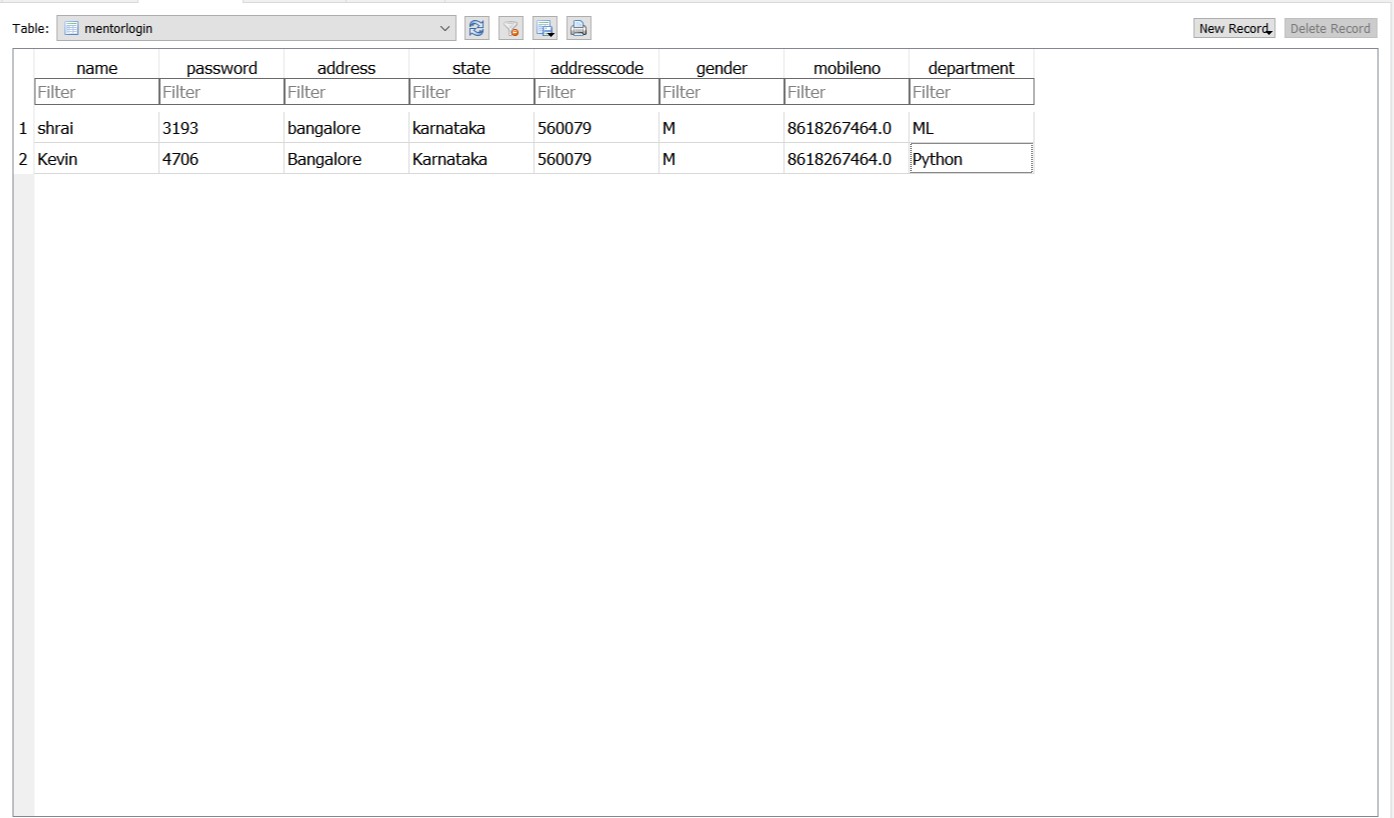 Table: mentorlogin New Record Delete Record
name password address state addresscode gender mobileno department
Filter Filter Filter Filter Filter Filter Filter Filter
1 shrai 3193 bangalore karnataka 560079 M 8618267464.0 ML
2 Kevin 4706 Bangalore Karnataka 560079 M 8618267464.0 Python